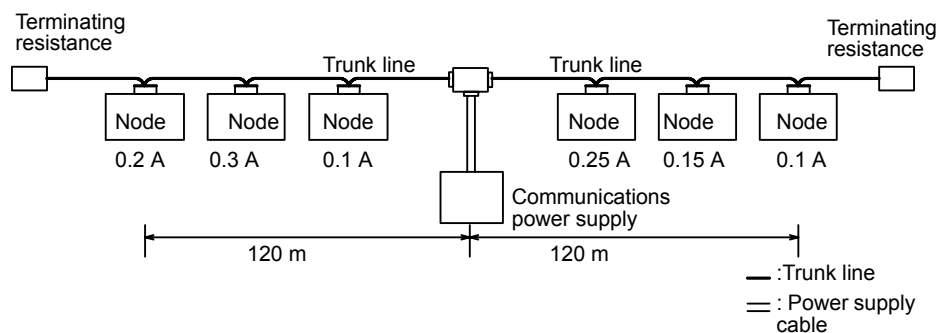 Terminating
resistance
Trunk line
Trunk line
Terminating
resistance
Node
Node
Node
Node
Node
Node
0.2 A
0.3 A
0.1 A
0.25 A
0.15 A
0.1 A
Communications
power supply
120 m
120 m
:Trunk line
: Power supply
cable